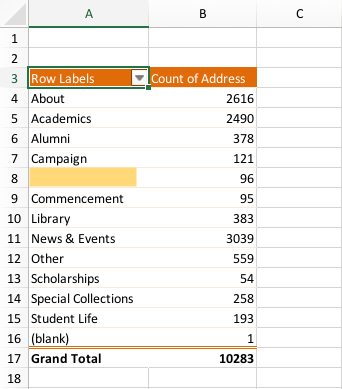 A B C
1
2
3 Row Labels Count of Address
4 About 2616
5 Academics 2490
6 Alumni 378
7 Campaign 121
8 96
9 Commencement 95
10 Library 383
11 News & Events 3039
12 Other 559
13 Scholarships 54
14 Special Collections 258
15 Student Life 193
16 (blank) 1
17 Grand Total 10283
18